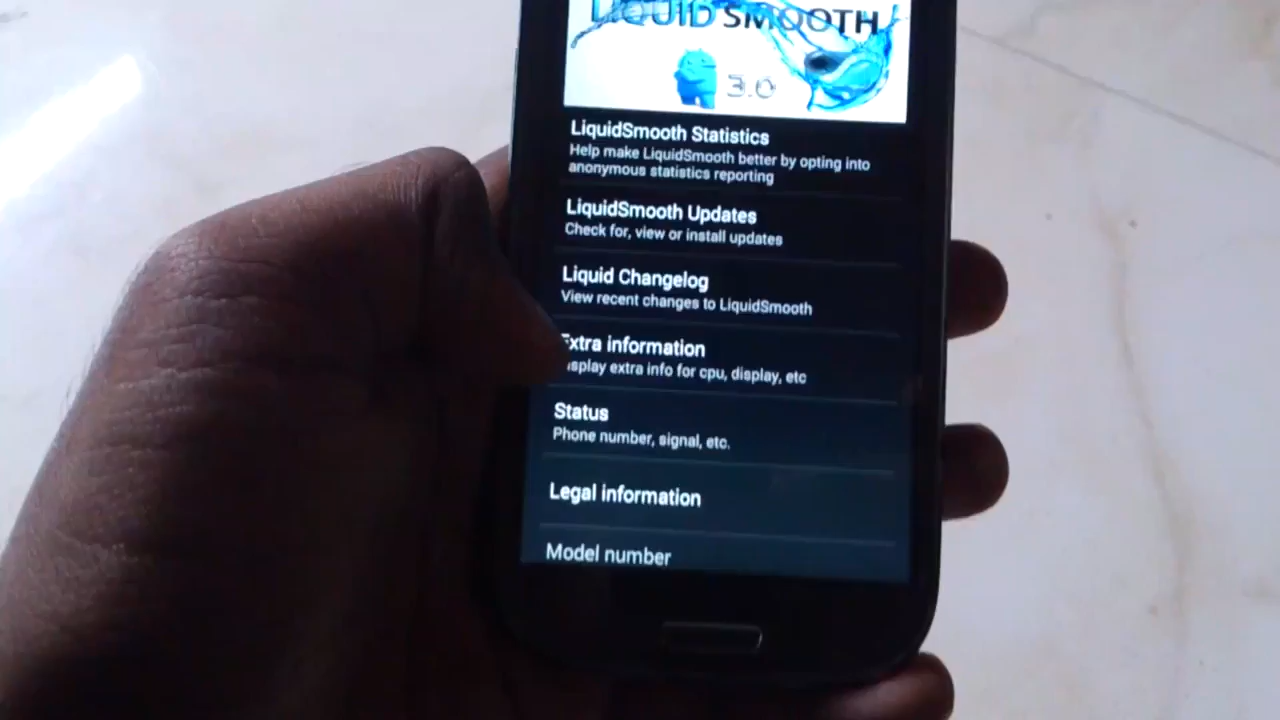 LIQUID SMOOTH
3.0
LiquidSmooth Statistics
Help make LiquidSmooth better by opting into
anonymous statistics reporting
LiquidSmooth Updates
Check for, view or install updates
Liquid Changelog
View recent changes to LiquidSmooth
Extra information
isplay extra info for cpu, display, etc
Status
Phone number, signal, etc.
Legal information
Model number